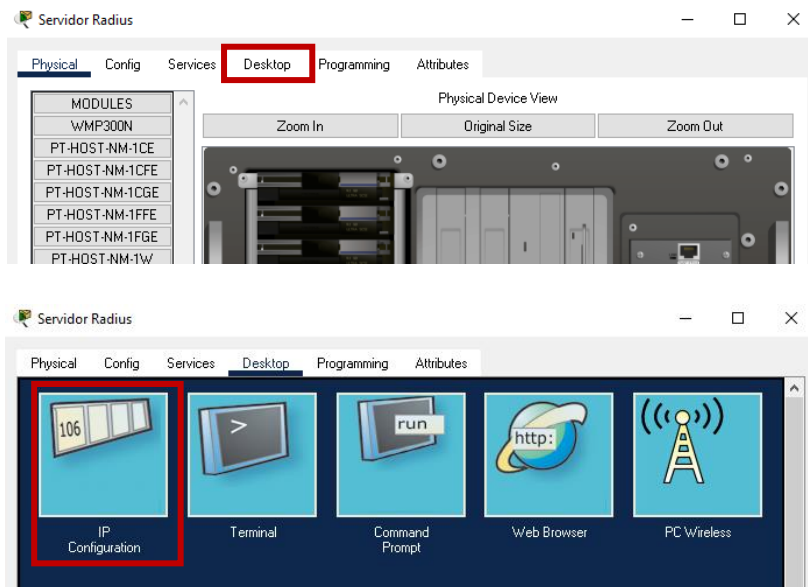 Servidor Radius
Physical Config Services Desktop Programming Attributes
MODULES
WMP300N
PT-HOST-NM-1CE
PT-HOST-NM-1CFE
PT-HOST-NM-1CGE
PT-HOST-NM-1FFE
PT-HOST-NM-1FGE
PT-HOST-NM-1W
Physical Device View
Zoom In Original Size Zoom Out
Servidor Radius
Physical Config Services Desktop Programming Attributes
106
>
run
http:
IP
Configuration
Terminal
Command
Prompt
Web Browser
PC Wireless